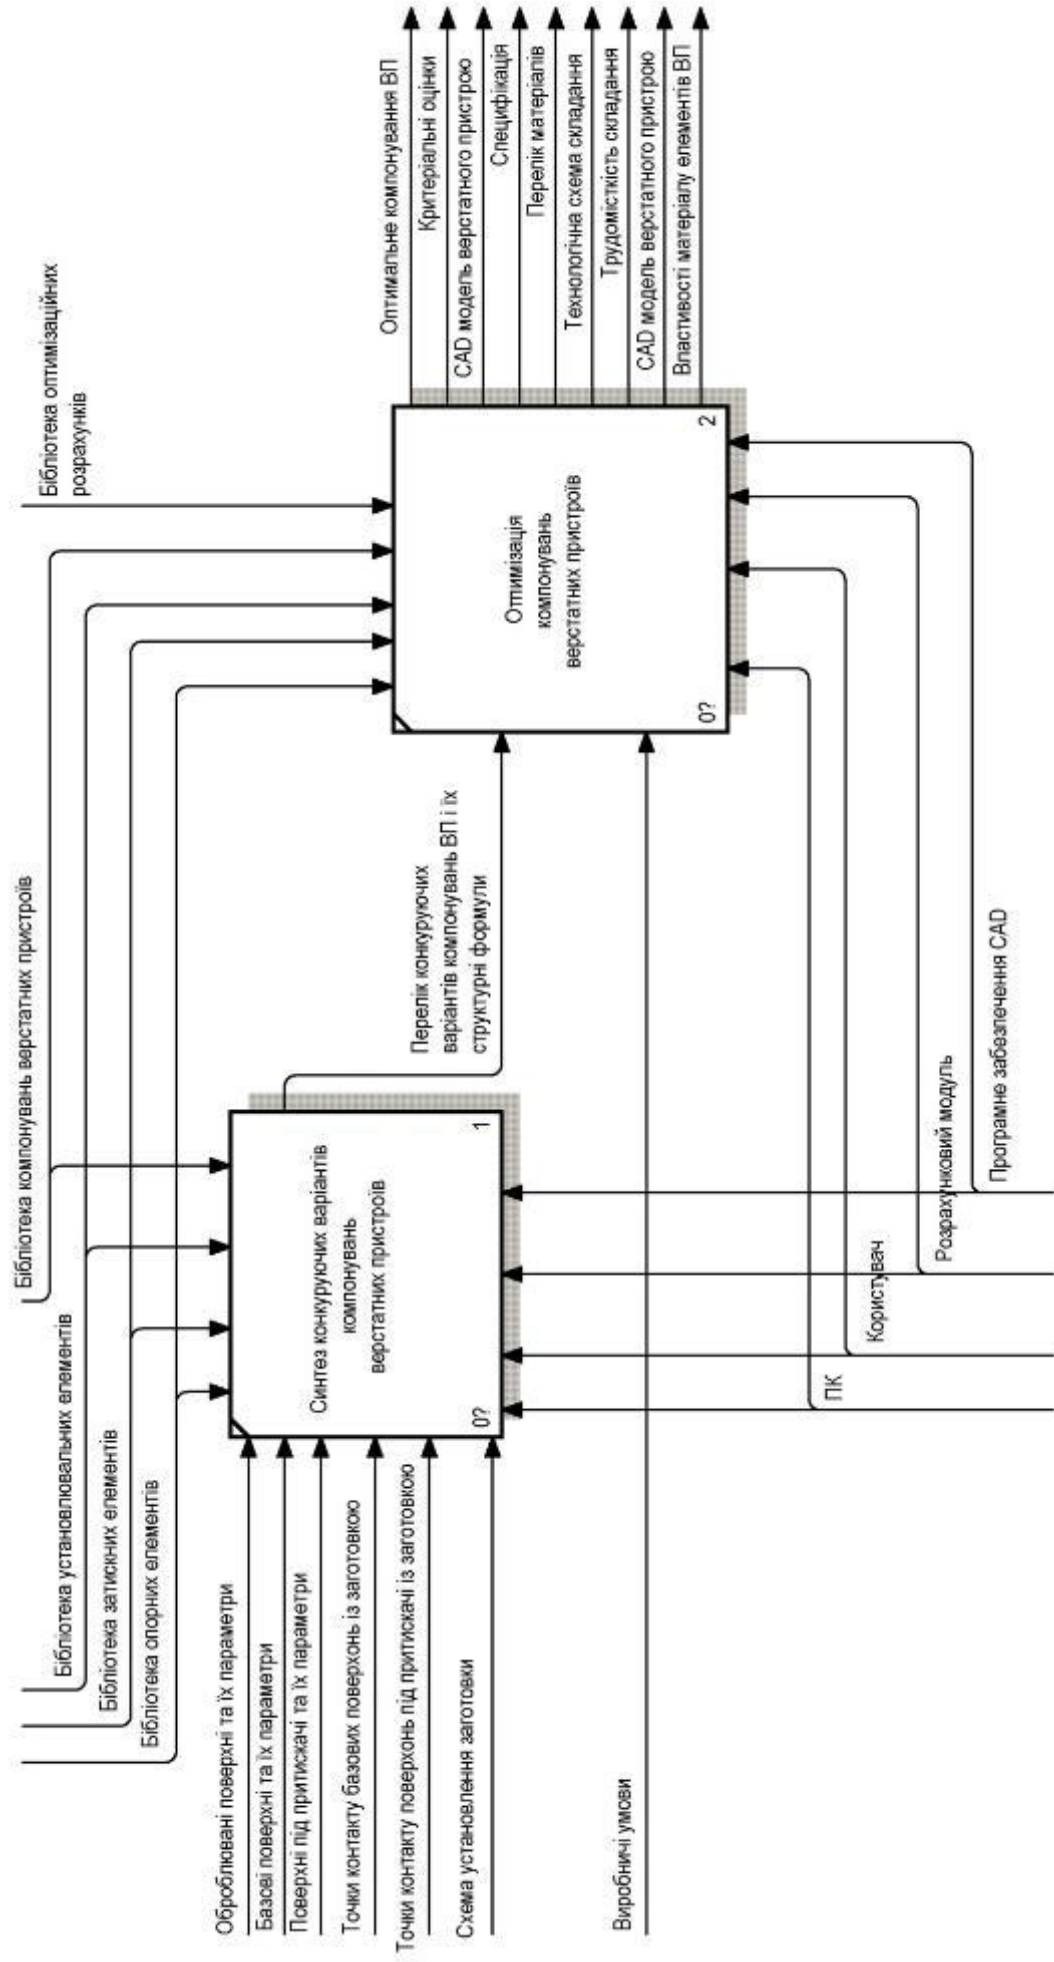 Бібліотека компонувань верстатних пристроїв
Бібліотека оптимізаційних
розрахунків
Бібліотека установлювальних елементів
Бібліотека затискних елементів
Бібліотека опорних елементів
Оброблювані поверхні та їх параметри
Базові поверхні та їх параметри
Поверхні під притискачі та їх параметри
Точки контакту базових поверхонь із заготовкою
Точки контакту поверхонь під притискачі із заготовкою
Схема установлення заготовки
Виробничі умови
Синтез конкуруючих варіантів
компонувань
верстатних пристроїв
0?
1
Перелік конкуруючих
варіантів компонувань ВП і їх
структурні формули
Оптимізація
компонувань
верстатних пристроїв
0?
2
Оптимальне компонування ВП
Критеріальні оцінки
CAD модель верстатного пристрою
Специфікація
Перелік матеріалів
Технологічна схема складання
Трудомісткість складання
CAD модель верстатного пристрою
Властивості матеріалу елементів ВП
ПК
Користувач
Розрахунковий модуль
Програмне забезпечення CAD